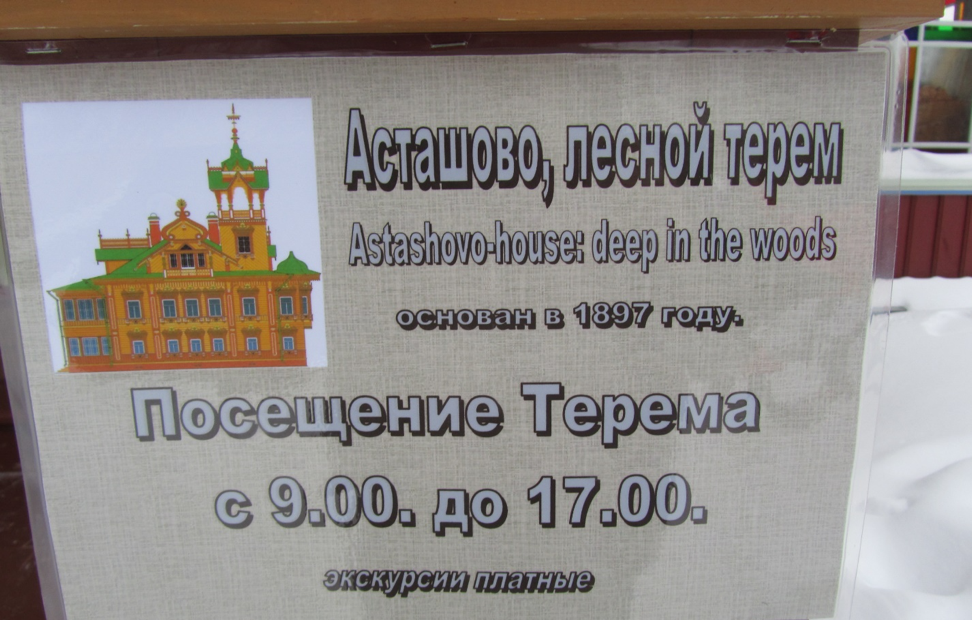 Асташово, лесной терем
Astashovo-house: deep in the woods
основан в 1897 году.
Посещение Терема
с 9.00. до 17.00.
экскурсии платные